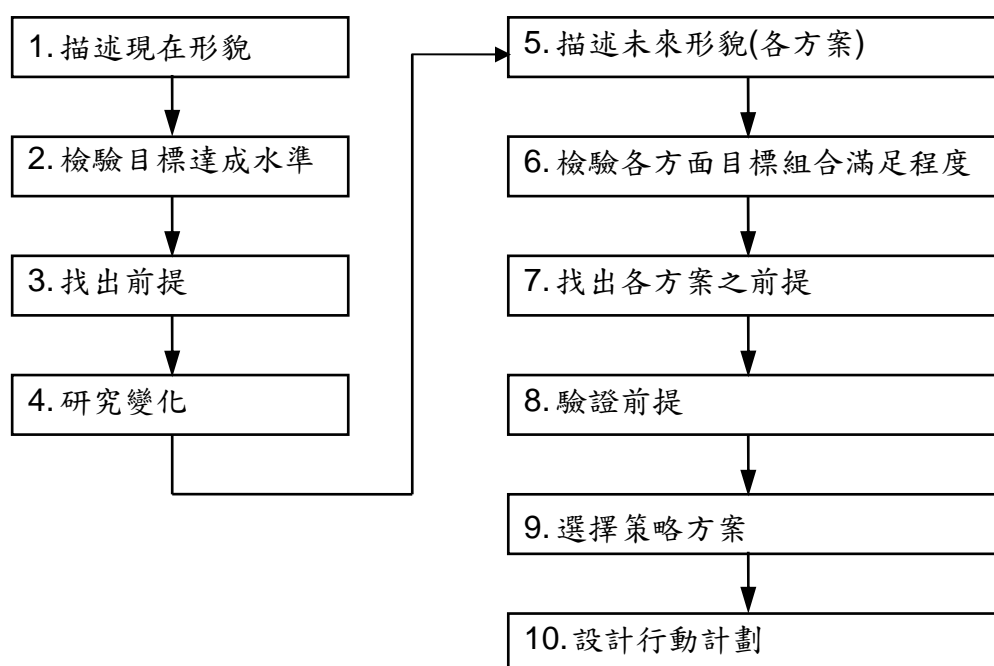 1.描述現在形貌
2.檢驗目標達成水準
3.找出前提
4.研究變化
5.描述未來形貌(各方案)
6.檢驗各方面目標組合滿足程度
7.找出各方案之前提
8.驗證前提
9.選擇策略方案
10.設計行動計劃